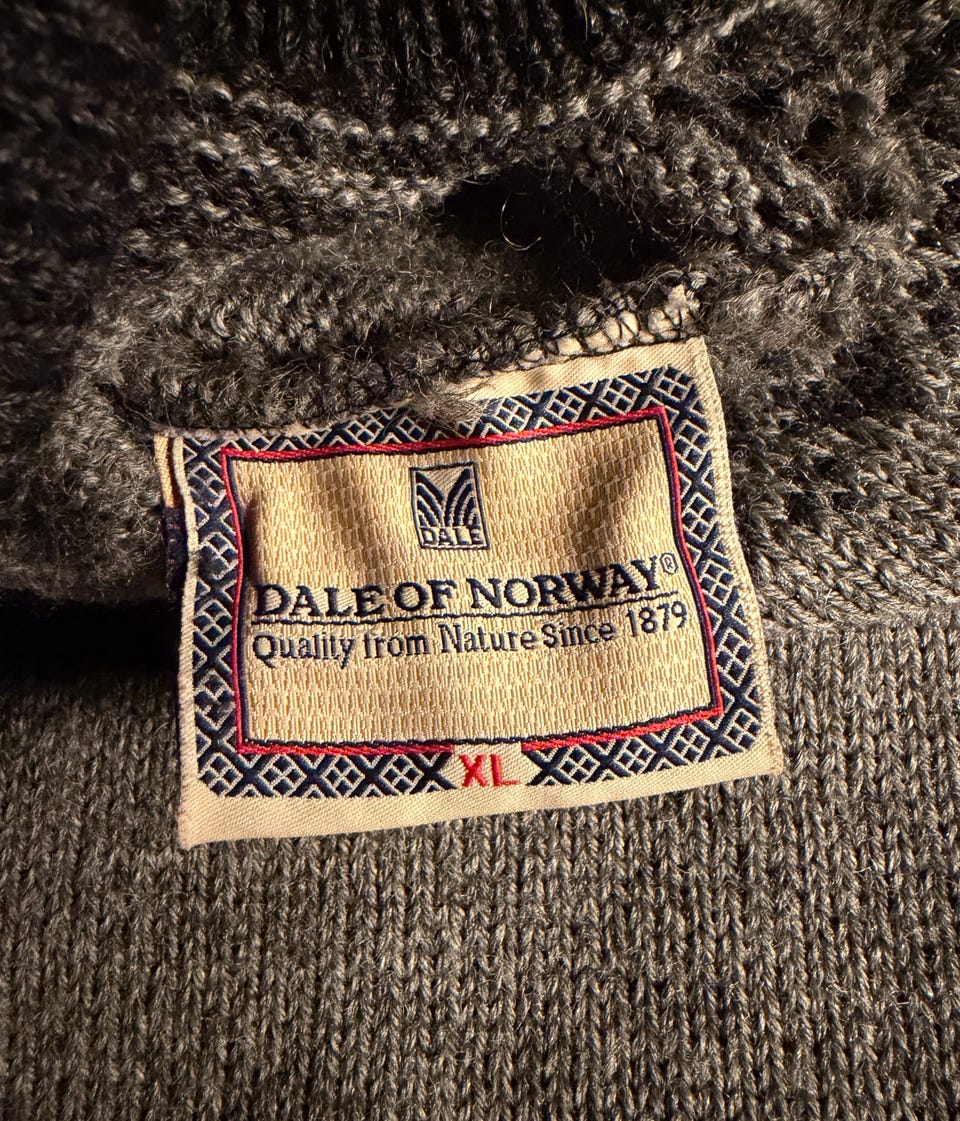 DALE
DALE OF NORWAY®
Quality from Nature Since 1879
XL